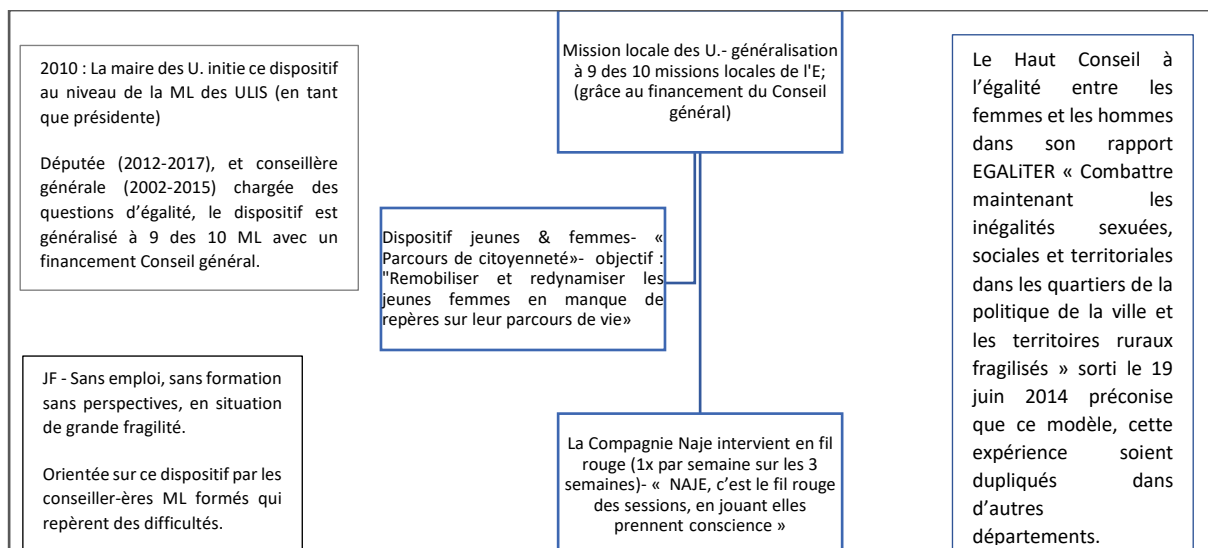 2010 : La maire des U. initie ce dispositif
au niveau de la ML des ULIS (en tant
que présidente)
Députée (2012-2017), et conseillère
générale (2002-2015) chargée des
questions d’égalité, le dispositif est
généralisé à 9 des 10 ML avec un
financement Conseil général.
JF - Sans emploi, sans formation
sans perspectives, en situation
de grande fragilité.
Orientée sur ce dispositif par les
conseiller-ères ML formés qui
repèrent des difficultés.
Mission locale des U.- généralisation
à 9 des 10 missions locales de l'E;
(grâce au financement du Conseil
général)
Dispositif jeunes & femmes- «
Parcours de citoyenneté»- objectif :
"Remobiliser et redynamiser les
jeunes femmes en manque de
repères sur leur parcours de vie»
La Compagnie Naje intervient en fil
rouge (1x par semaine sur les 3
semaines)- « NAJE, c’est le fil rouge
des sessions, en jouant elles
prennent conscience »
Le Haut Conseil à
l’égalité entre les
femmes et les hommes
dans son rapport
EGALiTER « Combattre
maintenant les
inégalités sexuées,
sociales et territoriales
dans les quartiers de la
politique de la ville et
les territoires ruraux
fragilisés » sorti le 19
juin 2014 préconise
que ce modèle, cette
expérience soient
dupliqués dans
d’autres
départements.